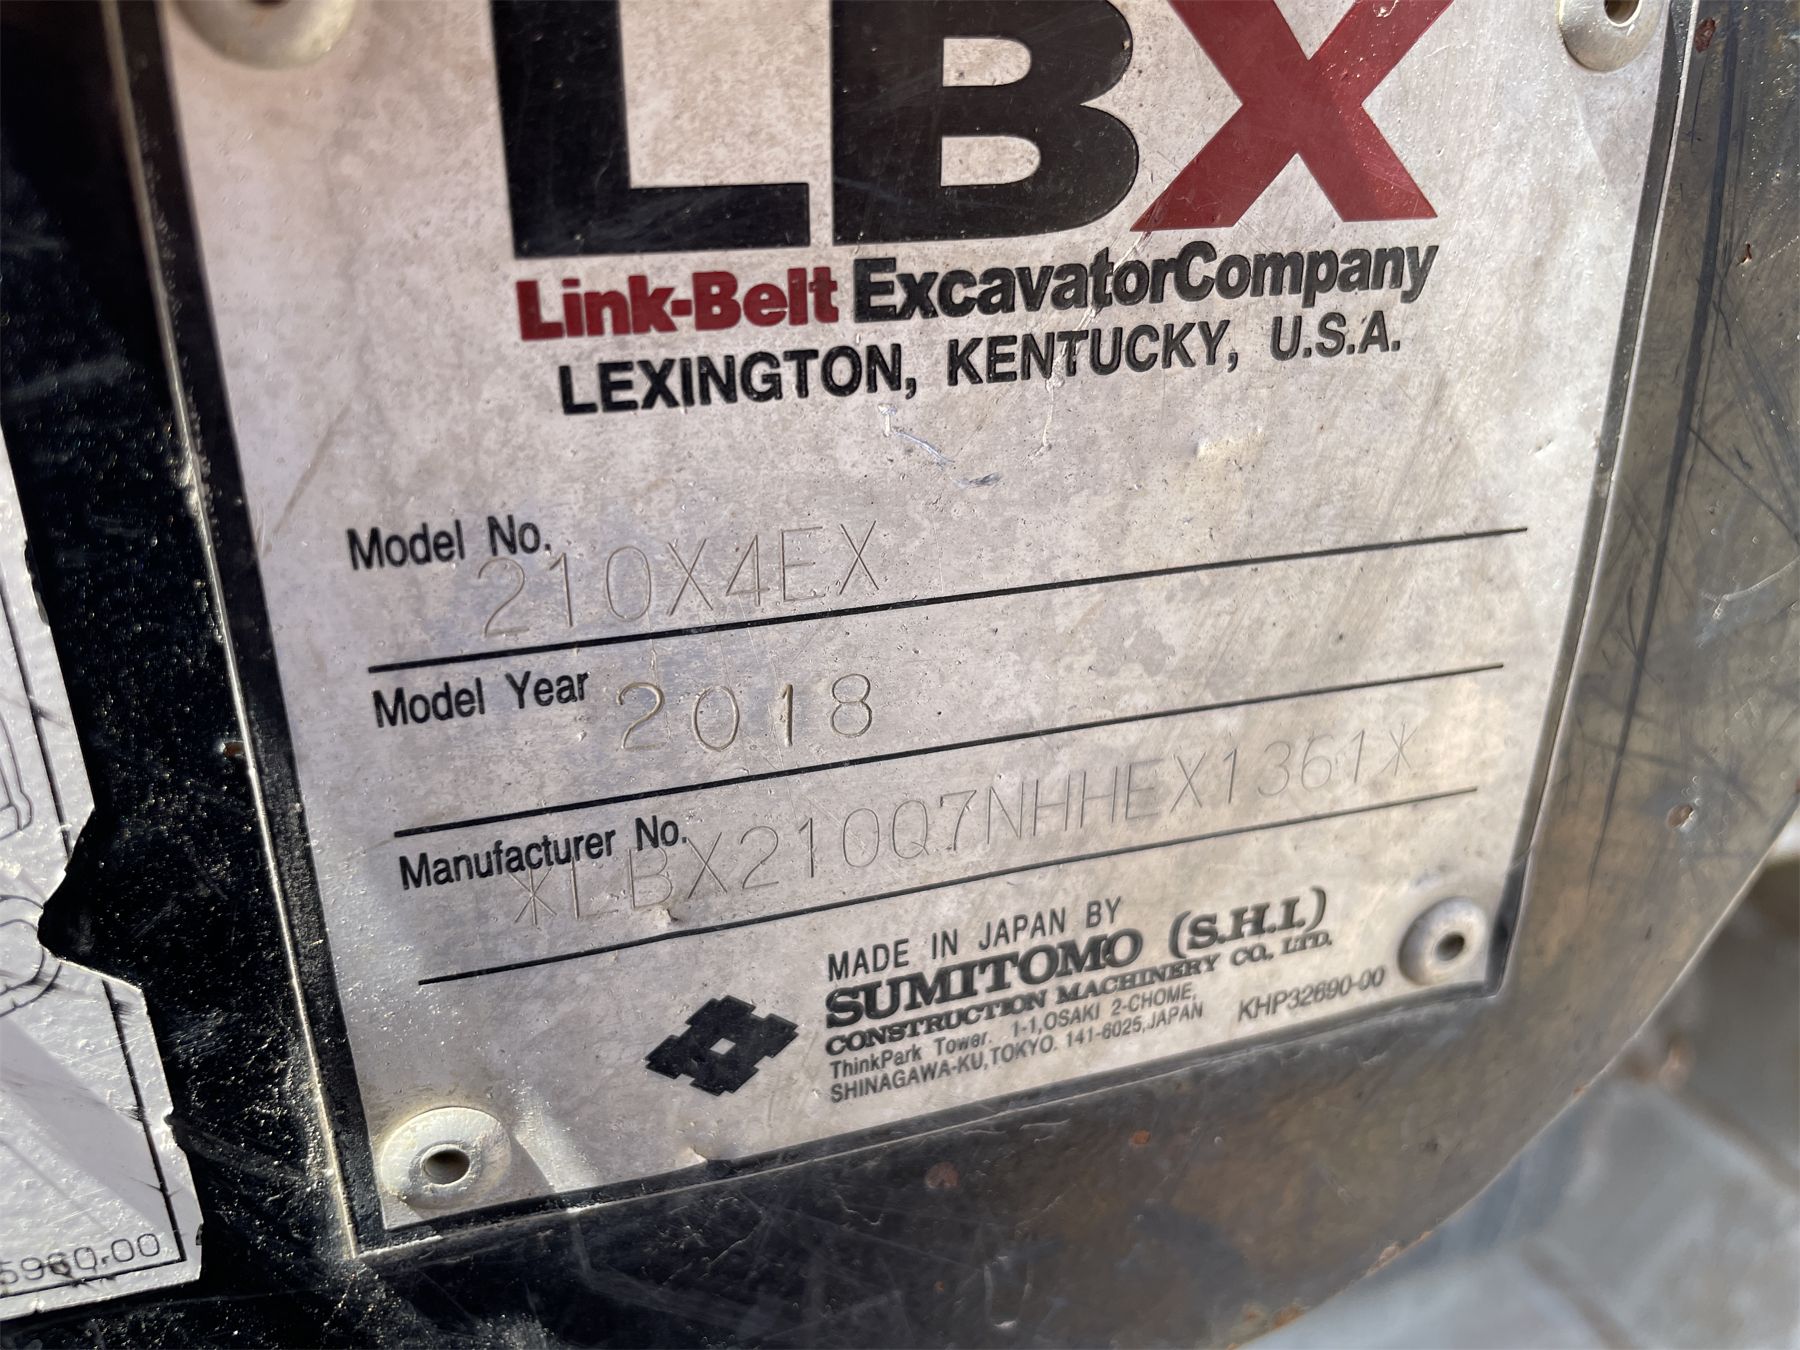 LBX
Link-Belt ExcavatorCompany
LEXINGTON, KENTUCKY, U.S.A.
Model No. 210X4EX
Model Year 2018
Manufacturer No. *LBX210Q7NHHEX1361*
MADE IN JAPAN BY
SUMITOMO (S.H.I.)
CONSTRUCTION MACHINERY CO., LTD.
ThinkPark Tower. 1-1,OSAKI 2-CHOME,
SHINAGAWA-KU,TOKYO. 141-6025,JAPAN
KHP32690-00
5960.00